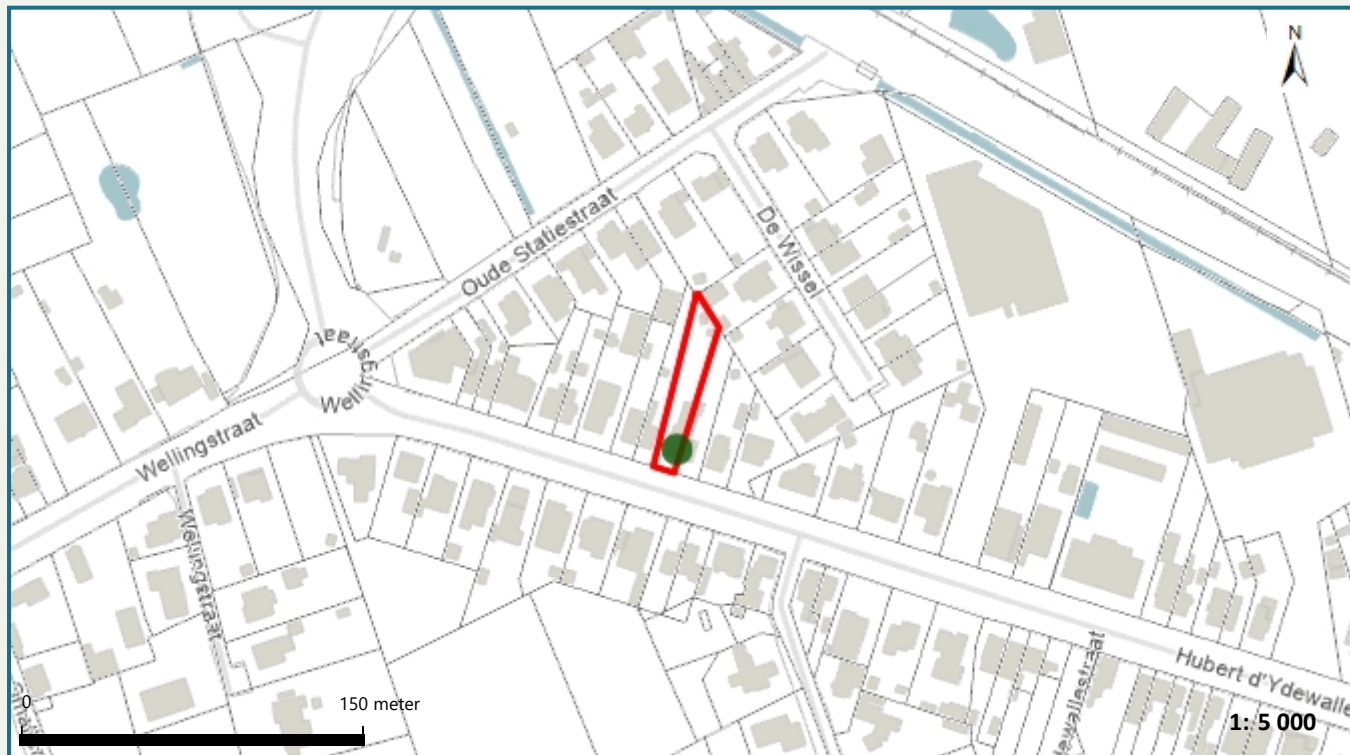 N
Oude Statiestraat
De Wissel
Wellingstraat
Wellingstraat
Wellingstraat
Hubert d'Ydewalle
0
150 meter
1: 5 000